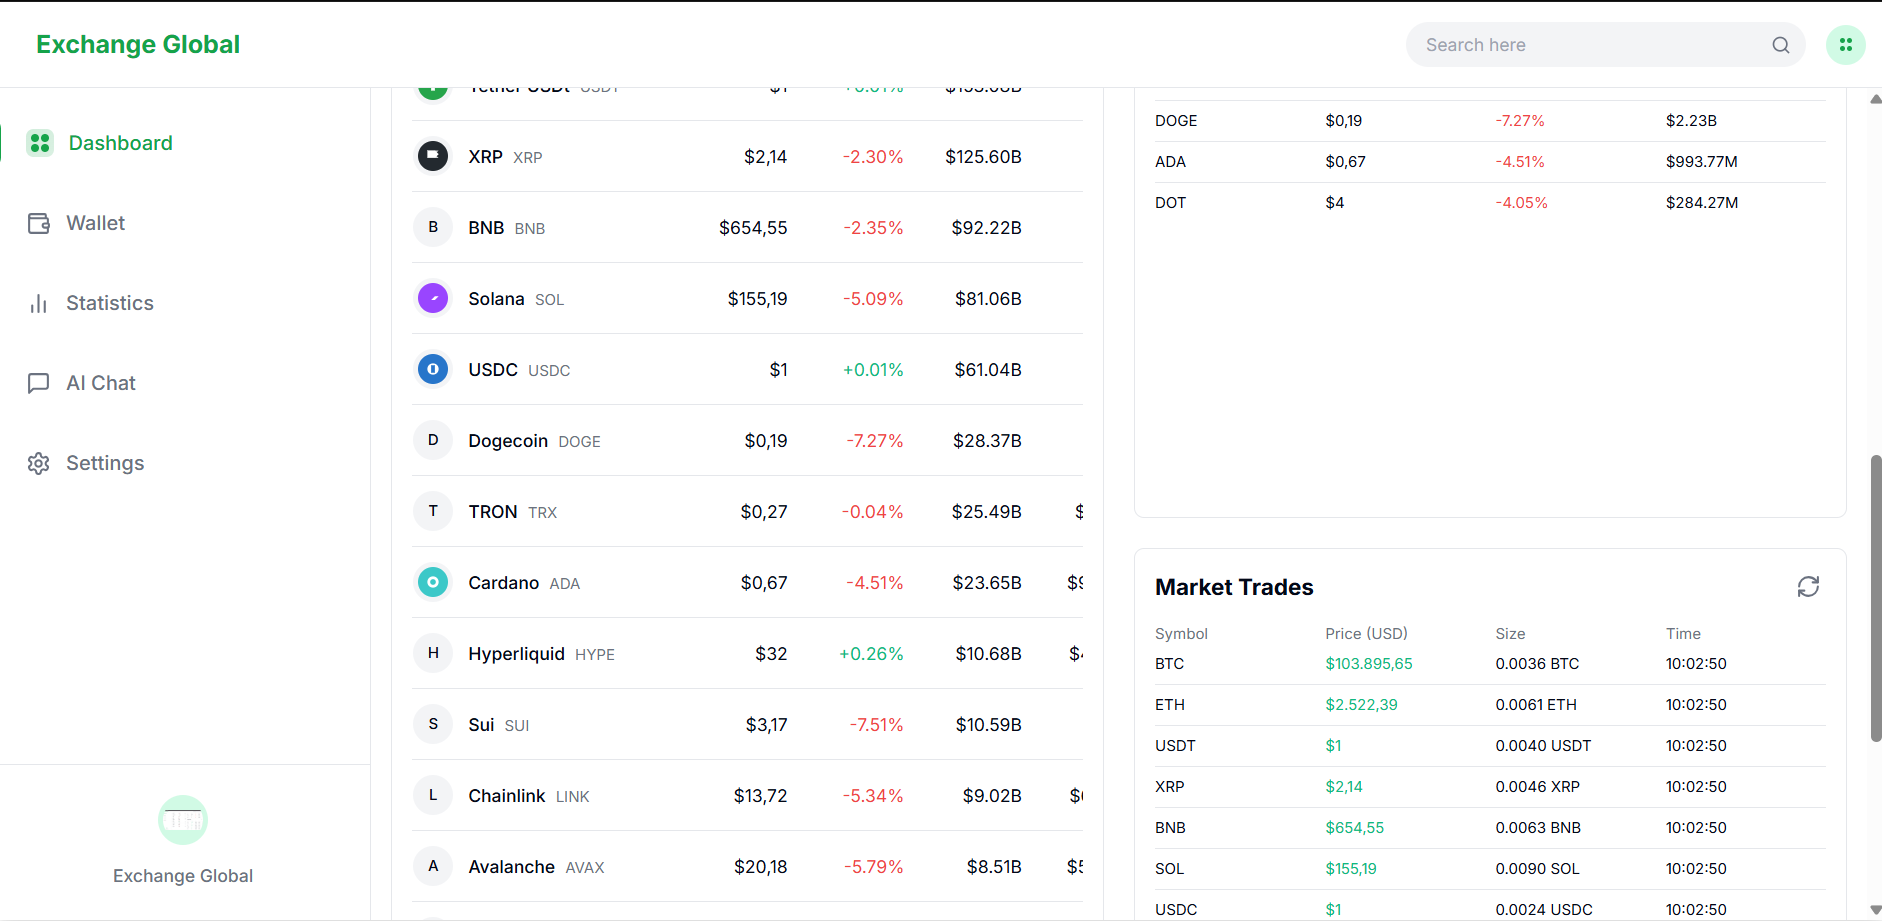 Exchange Global
Search here
Dashboard
Wallet
Statistics
AI Chat
Settings
Exchange Global
Tether USDt USDT $1 +0.01%
XRP XRP $2,14 -2.30% $125.60B
B BNB BNB $654,55 -2.35% $92.22B
Solana SOL $155,19 -5.09% $81.06B
USDC USDC $1 +0.01% $61.04B
D Dogecoin DOGE $0,19 -7.27% $28.37B
T TRON TRX $0,27 -0.04% $25.49B $
Cardano ADA $0,67 -4.51% $23.65B
H Hyperliquid HYPE $32 +0.26% $10.68B
S Sui SUI $3,17 -7.51% $10.59B
L Chainlink LINK $13,72 -5.34% $9.02B
A Avalanche AVAX $20,18 -5.79% $8.51B
DOGE $0,19 -7.27% $2.23B
ADA $0,67 -4.51% $993.77M
DOT $4 -4.05% $284.27M
Market Trades
Symbol Price (USD) Size Time
BTC $103.895,65 0.0036 BTC 10:02:50
ETH $2.522,39 0.0061 ETH 10:02:50
USDT $1 0.0040 USDT 10:02:50
XRP $2,14 0.0046 XRP 10:02:50
BNB $654,55 0.0063 BNB 10:02:50
SOL $155,19 0.0090 SOL 10:02:50
USDC $1 0.0024 USDC 10:02:50